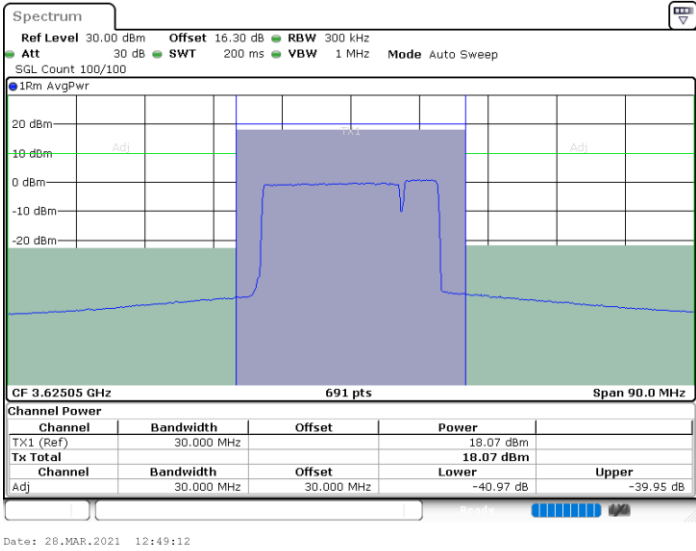 Spectrum
Ref Level 30.00 dBm Offset 16.30 dB RBW 300 kHz
Att 30 dB SWT 200 ms VBW 1 MHz Mode Auto Sweep
SGL Count 100/100
1Rm AvgPwr
20 dBm
TX1
10 dBm
Adj
Adj
0 dBm
-10 dBm
-20 dBm
CF 3.62505 GHz 691 pts Span 90.0 MHz
Channel Power
Channel Bandwidth Offset Power
TX1 (Ref) 30.000 MHz 18.07 dBm
Tx Total 18.07 dBm
Channel Bandwidth Offset Lower Upper
Adj 30.000 MHz 30.000 MHz -40.97 dB -39.95 dB
Ready
Date: 28.MAR.2021 12:49:12